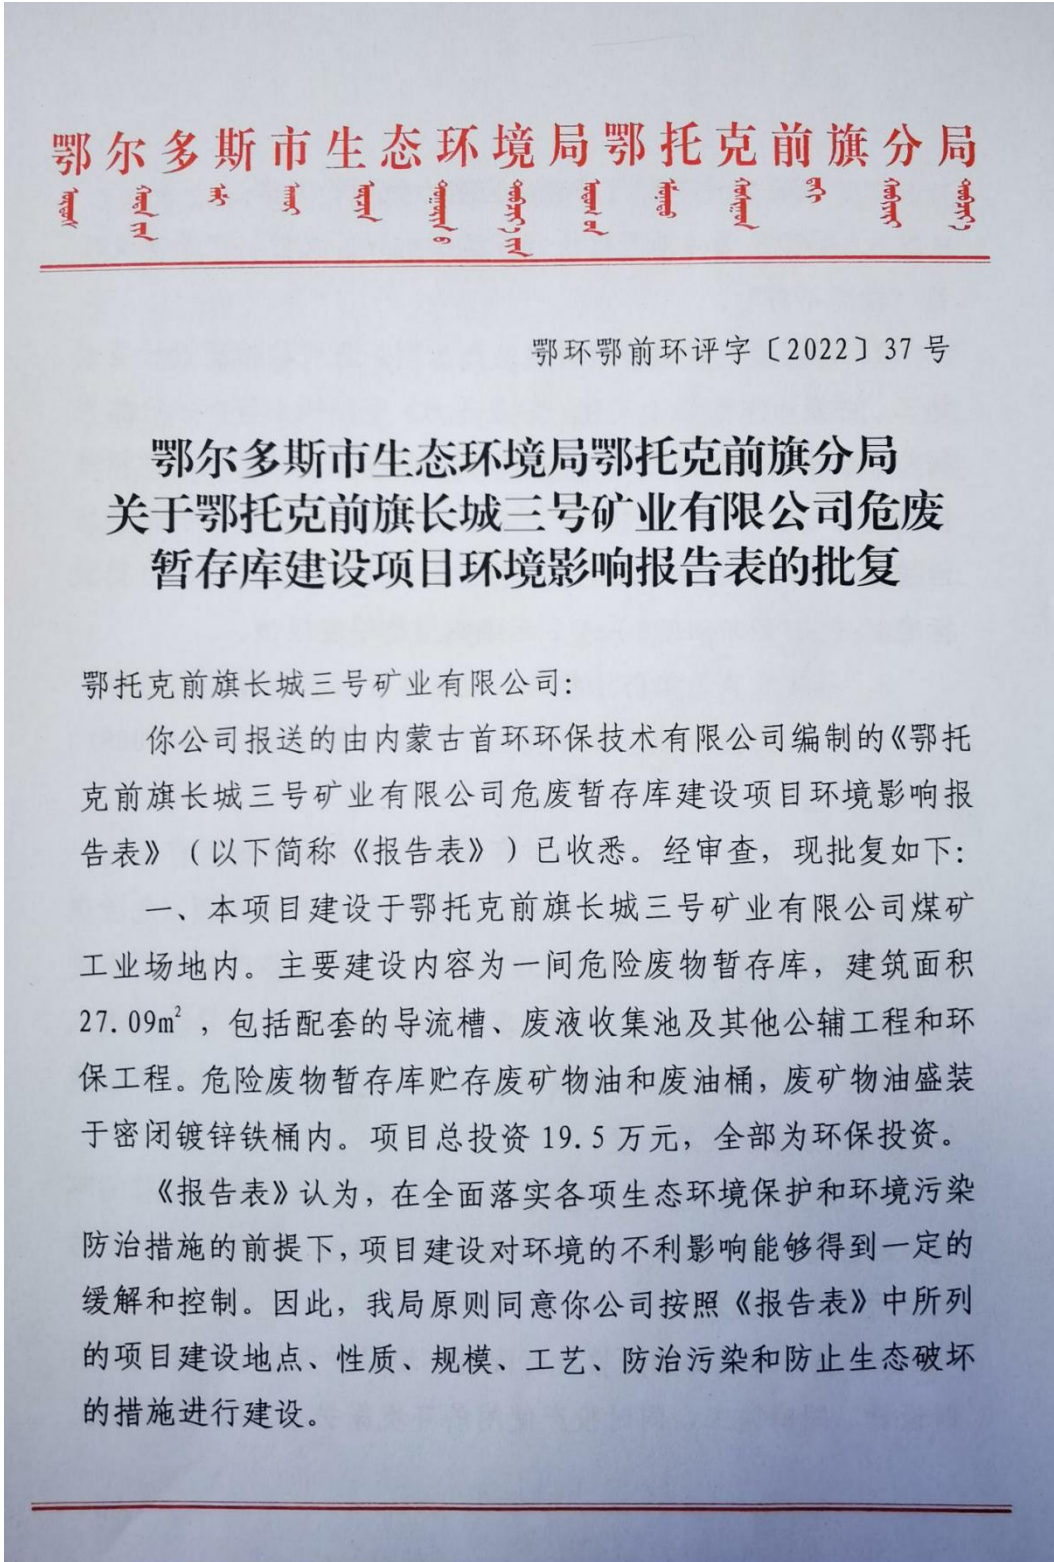 鄂尔多斯市生态环境局鄂托克前旗分局
鄂环鄂前环评字〔2022〕37号
鄂尔多斯市生态环境局鄂托克前旗分局
关于鄂托克前旗长城三号矿业有限公司危废
暂存库建设项目环境影响报告表的批复
鄂托克前旗长城三号矿业有限公司：
你公司报送的由内蒙古首环环保技术有限公司编制的《鄂托
克前旗长城三号矿业有限公司危废暂存库建设项目环境影响报
告表》（以下简称《报告表》）已收悉。经审查，现批复如下：
一、本项目建设于鄂托克前旗长城三号矿业有限公司煤矿
工业场地内。主要建设内容为一间危险废物暂存库，建筑面积
27.09m²，包括配套的导流槽、废液收集池及其他公辅工程和环
保工程。危险废物暂存库贮存废矿物油和废油桶，废矿物油盛装
于密闭镀锌铁桶内。项目总投资19.5万元，全部为环保投资。
《报告表》认为，在全面落实各项生态环境保护和环境污染
防治措施的前提下，项目建设对环境的不利影响能够得到一定的
缓解和控制。因此，我局原则同意你公司按照《报告表》中所列
的项目建设地点、性质、规模、工艺、防治污染和防止生态破坏
的措施进行建设。